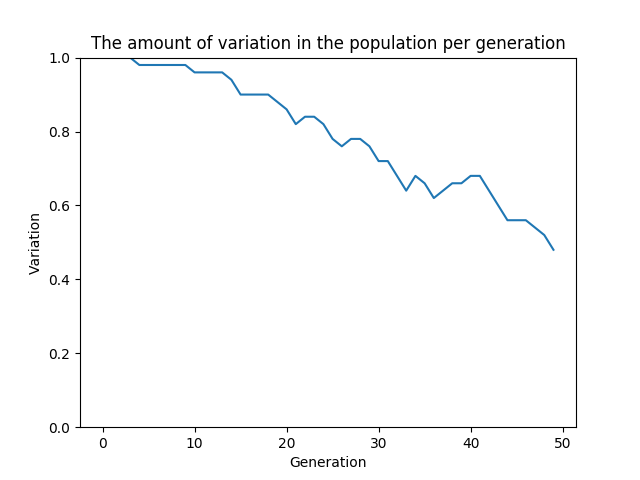 The amount of variation in the population per generation
1.0
0.8
0.6
0.4
0.2
0.0
Variation
0 10 20 30 40 50
Generation